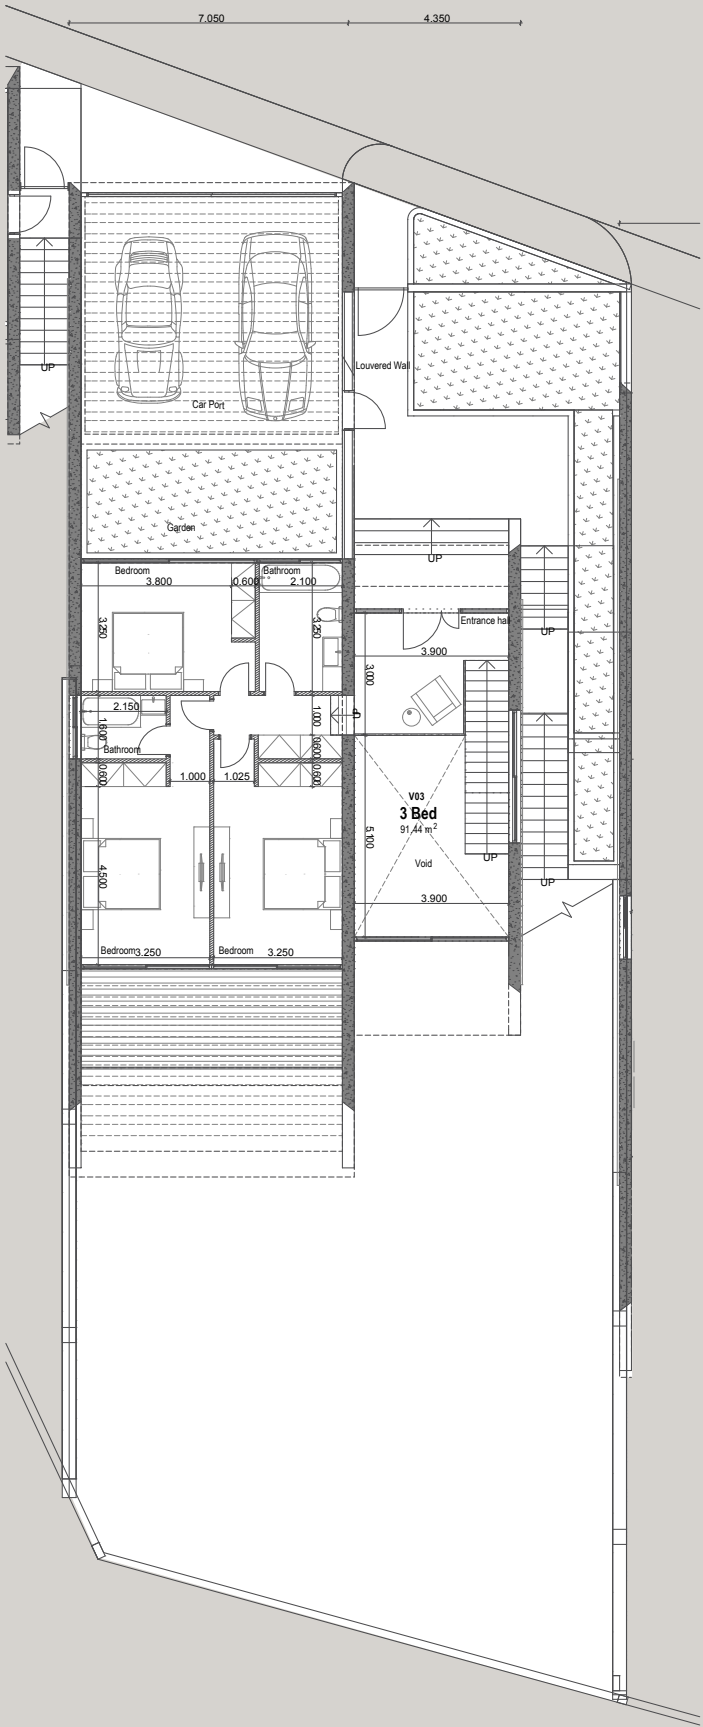 7.050
4.350
UP
Louvered Wall
Car Port
Garden
UP
Bedroom
3.800
0.600
Bathroom
2.100
3.250
3.250
Entrance hall
UP
3.900
3.000
2.150
1.600
Bathroom
1.000
UP
0.600
0.600
0.600
1.000
1.025
V03
3 Bed
91.44 m²
5.100
Void
UP
4.500
3.900
UP
Bedroom
3.250
Bedroom
3.250